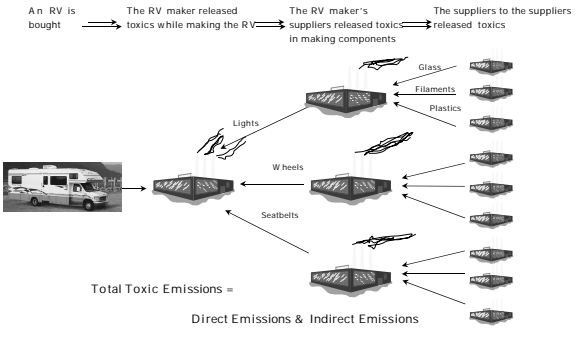 An RV is
bought
The RV maker released
toxics while making the RV
The RV maker's
suppliers released toxics
in making components
The suppliers to the suppliers
released toxics
Glass
Filaments
Plastics
Lights
Wheels
Seatbelts
Total Toxic Emissions =
Direct Emissions & Indirect Emissions